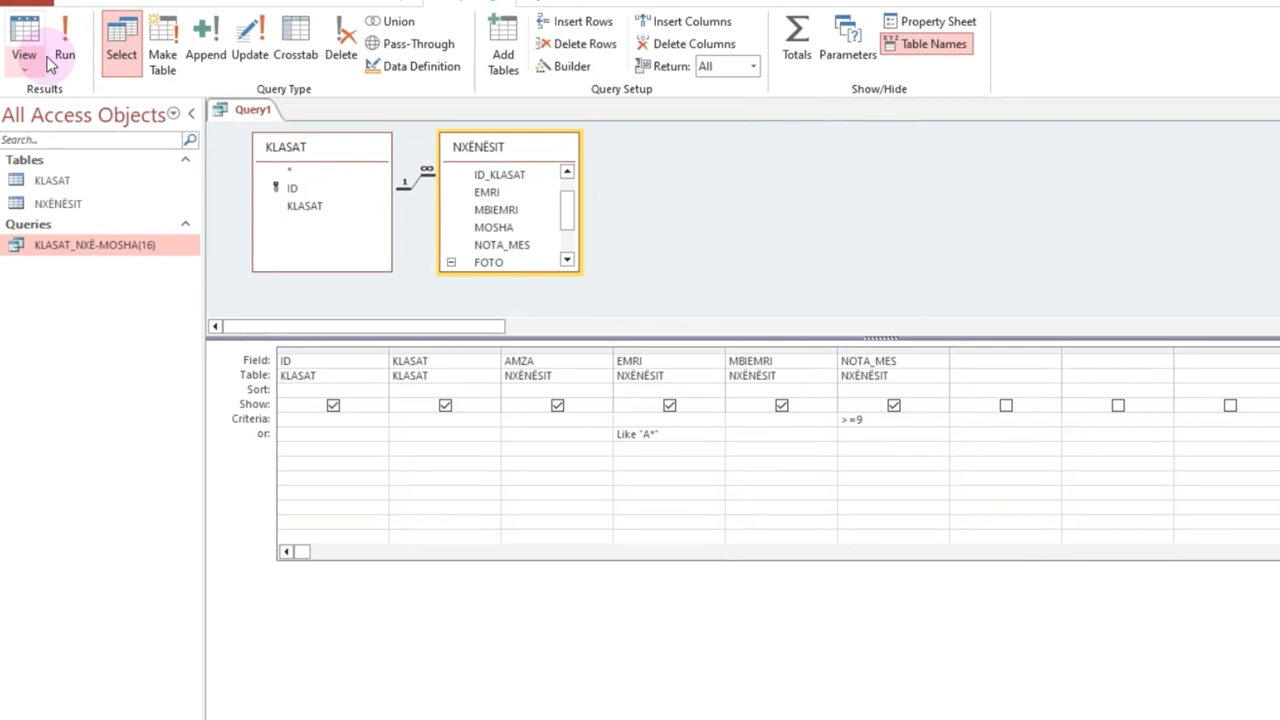 View
Run
Select
Make
Table
Append
Update
Crosstab
Delete
Union
Pass-Through
Data Definition
Add
Tables
Insert Rows
Delete Rows
Builder
Insert Columns
Delete Columns
Return: All
Totals
Parameters
Property Sheet
Table Names
Results
Query Type
Query Setup
Show/Hide
All Access Objects
Search...
Tables
KLASAT
NXËNËSIT
Queries
KLASAT_NXË-MOSHA(16)
Query1
KLASAT
*
ID
KLASAT
1
∞
NXËNËSIT
ID_KLASAT
EMRI
MBIEMRI
MOSHA
NOTA_MES
FOTO
Field: ID KLASAT AMZA EMRI MBIEMRI NOTA_MES
Table: KLASAT KLASAT NXËNËSIT NXËNËSIT NXËNËSIT NXËNËSIT
Sort:
Show:
Criteria: >=9
or: Like "A*"